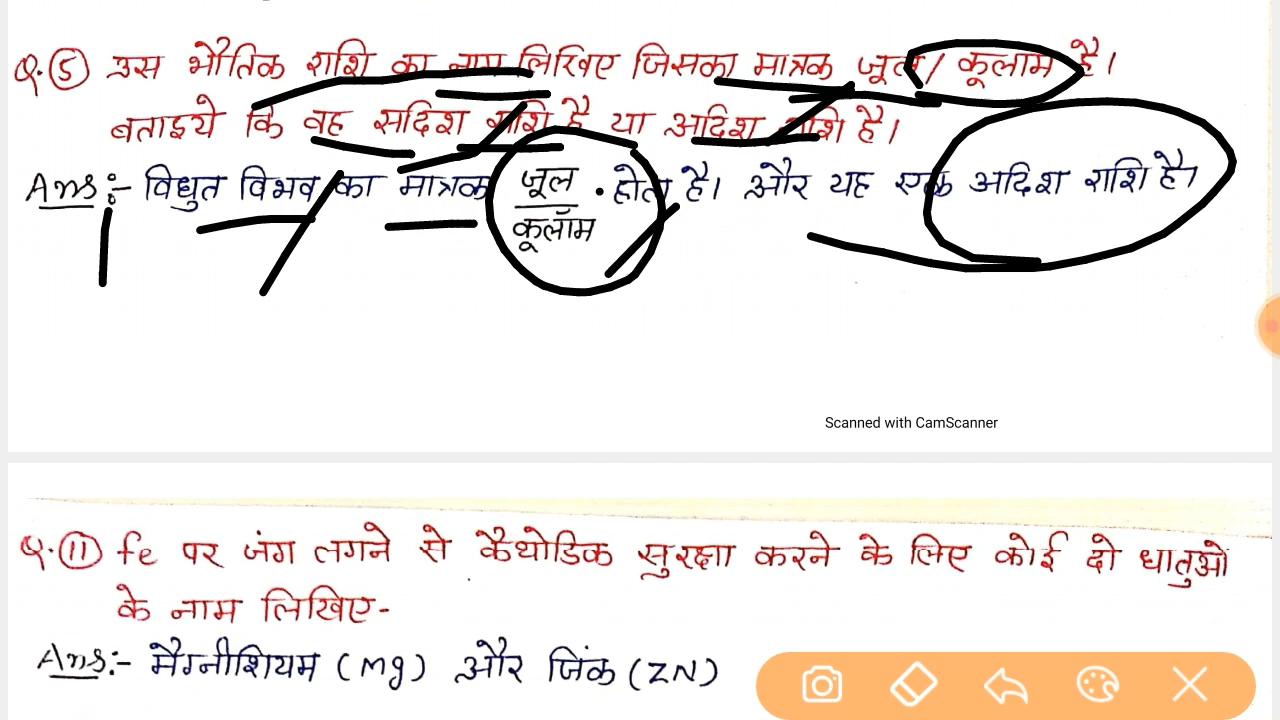 Q.⑤ उस भौतिक राशि का नाम लिखिए जिसका मात्रक जूल/ कूलाम है।
बताइये कि वह सदिश राशि है या अदिश राशि है।
Ans:- विधुत विभव का मात्रक जूल/कूलॉम होता है। और यह एक अदिश राशि है।
Scanned with CamScanner
Q.⑪ fe पर जंग लगने से कैथोडिक सुरक्षा करने के लिए कोई दो धातुओ
के नाम लिखिए-
Ans:- मैग्नीशियम (Mg) और जिंक (ZN)